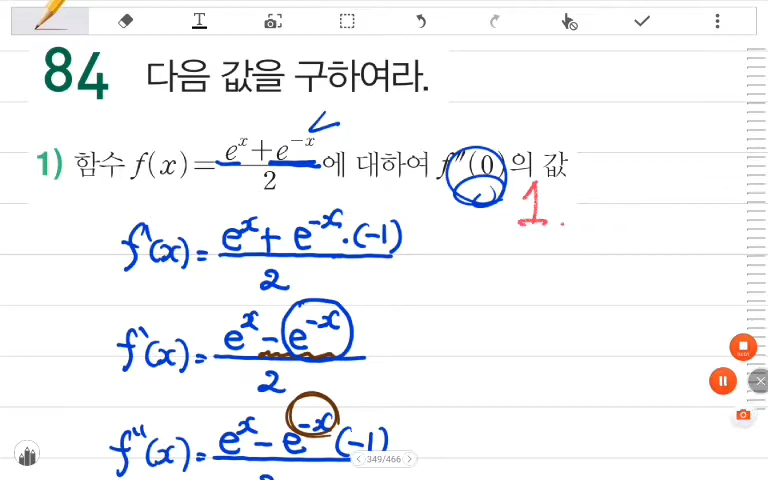 T
84 다음 값을 구하여라.
1) 함수 f(x)=(e^x+e^{-x})/2에 대하여 f″(0)의 값
1.
f'(x)= (e^x+e^{-x}·(-1))/2
f'(x)= (e^x-e^{-x})/2
f"(x)= (e^x-e^{-x}(-1))/2
349/466